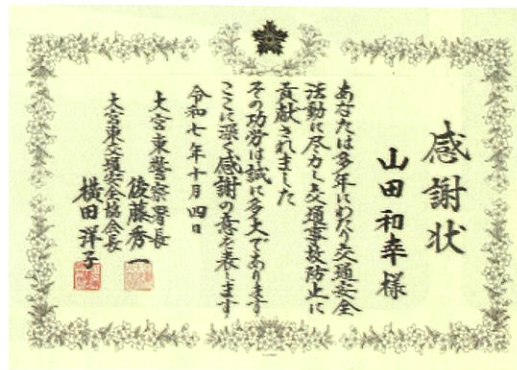 感謝状
山田和幸様
あなたは多年にわたり交通安全
活動に尽力し交通事故防止に
貢献されました
その功労は誠に多大であります
ここに深く感謝の意を表します
令和七年十月四日
大宮東警察署長
後藤秀一
大宮東交通安全協会長
横田洋子